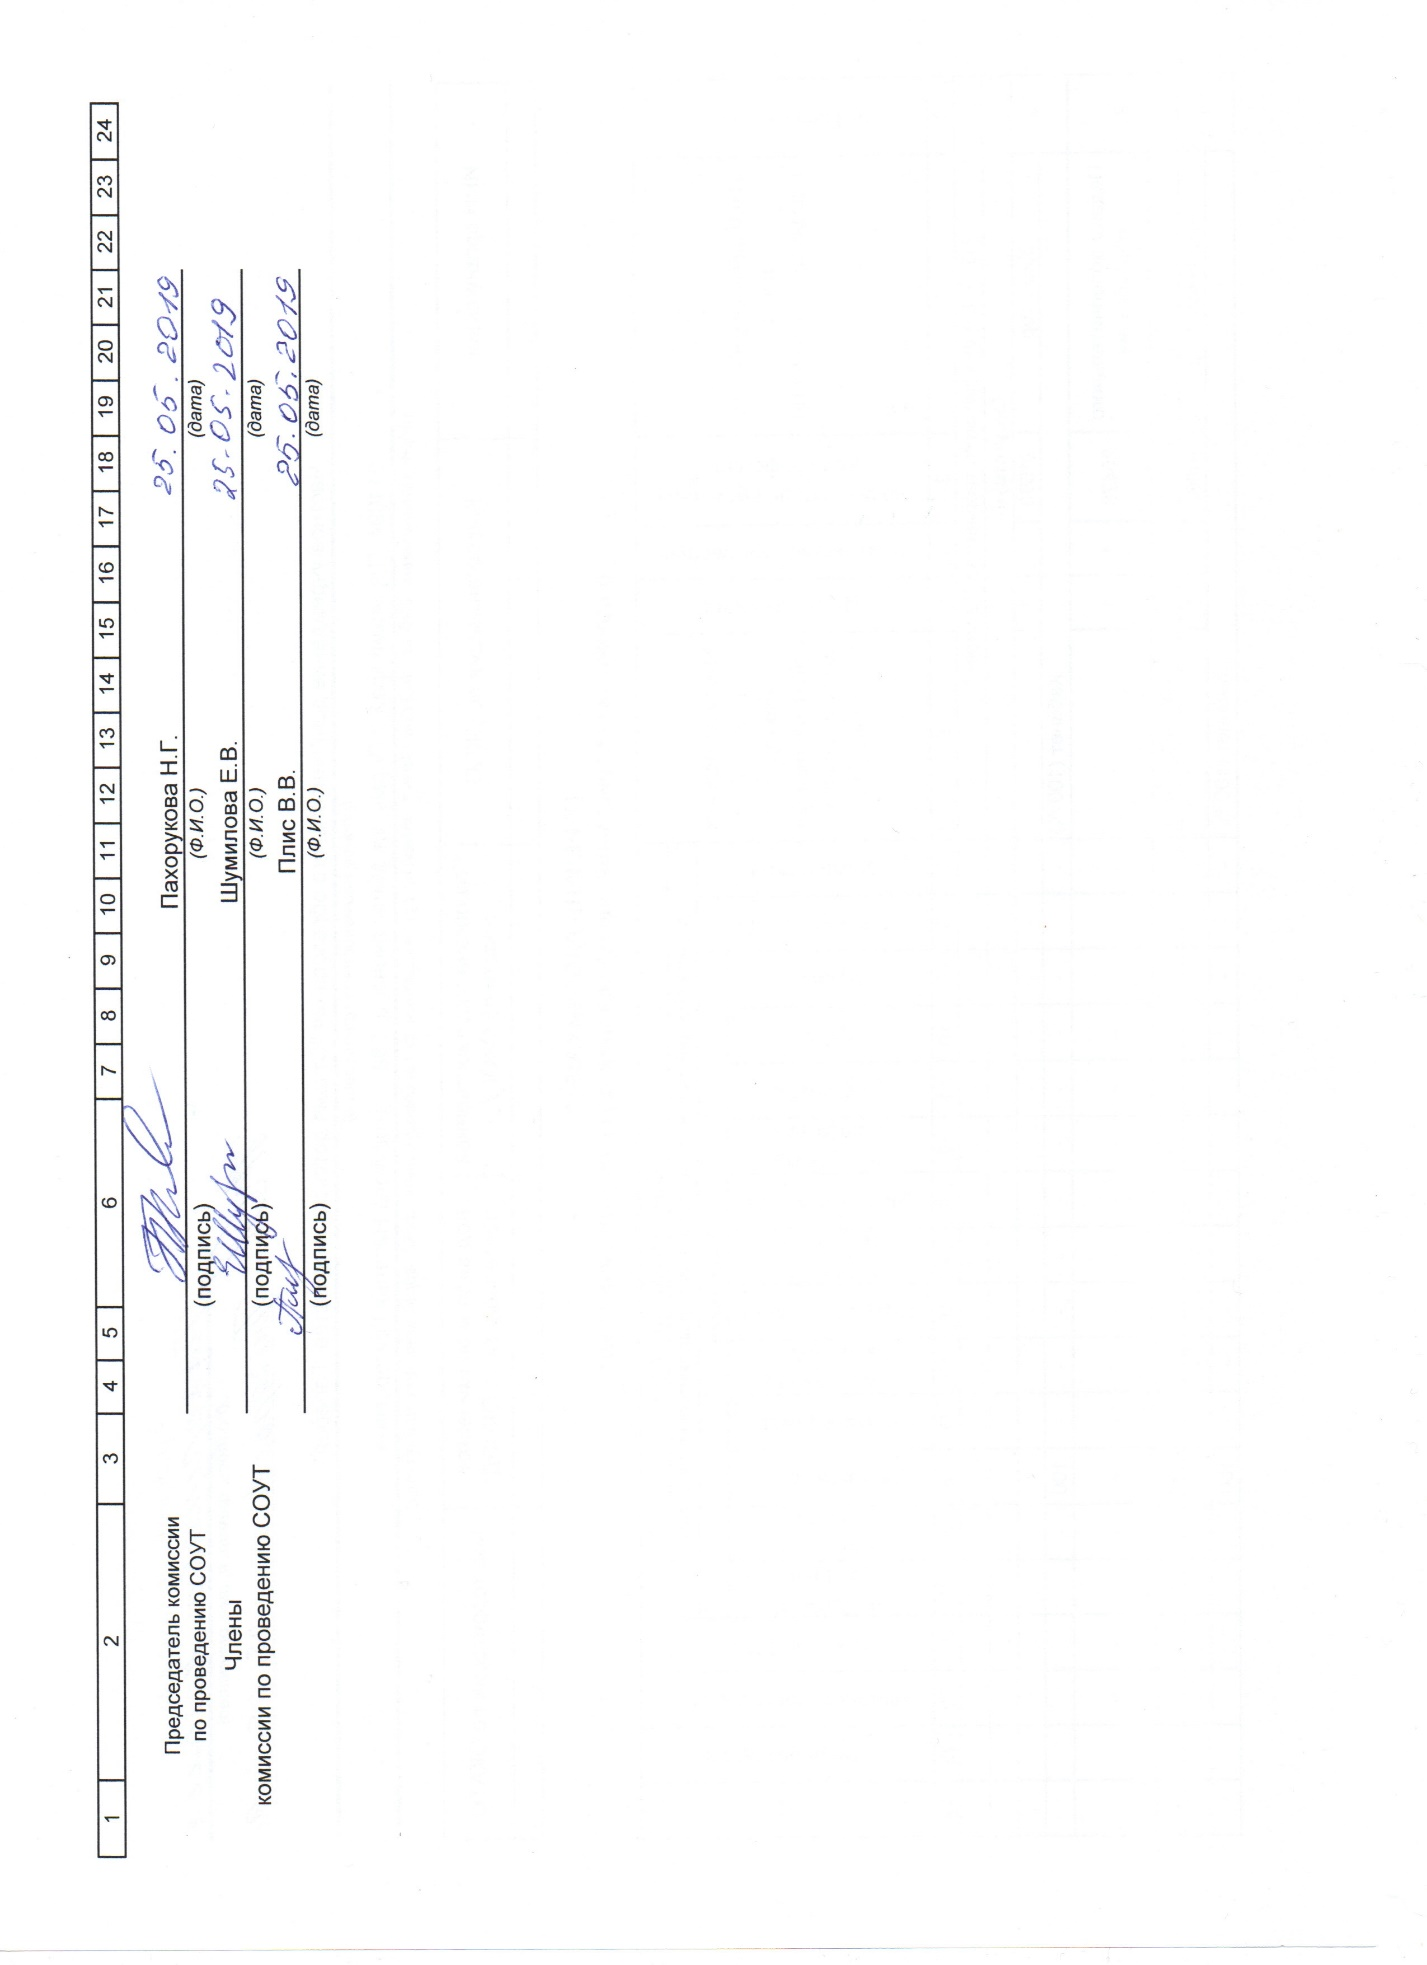 1 2 3 4 5 6 7 8 9 10 11 12 13 14 15 16 17 18 19 20 21 22 23 24
Председатель комиссии
по проведению СОУТ
Пахорукова Н.Г. 25.05.2019
(подпись) (Ф.И.О.) (дата)
Члены
комиссии по проведению СОУТ
Шумилова Е.В. 25.05.2019
(подпись) (Ф.И.О.) (дата)
Плис В.В. 25.05.2019
(подпись) (Ф.И.О.) (дата)